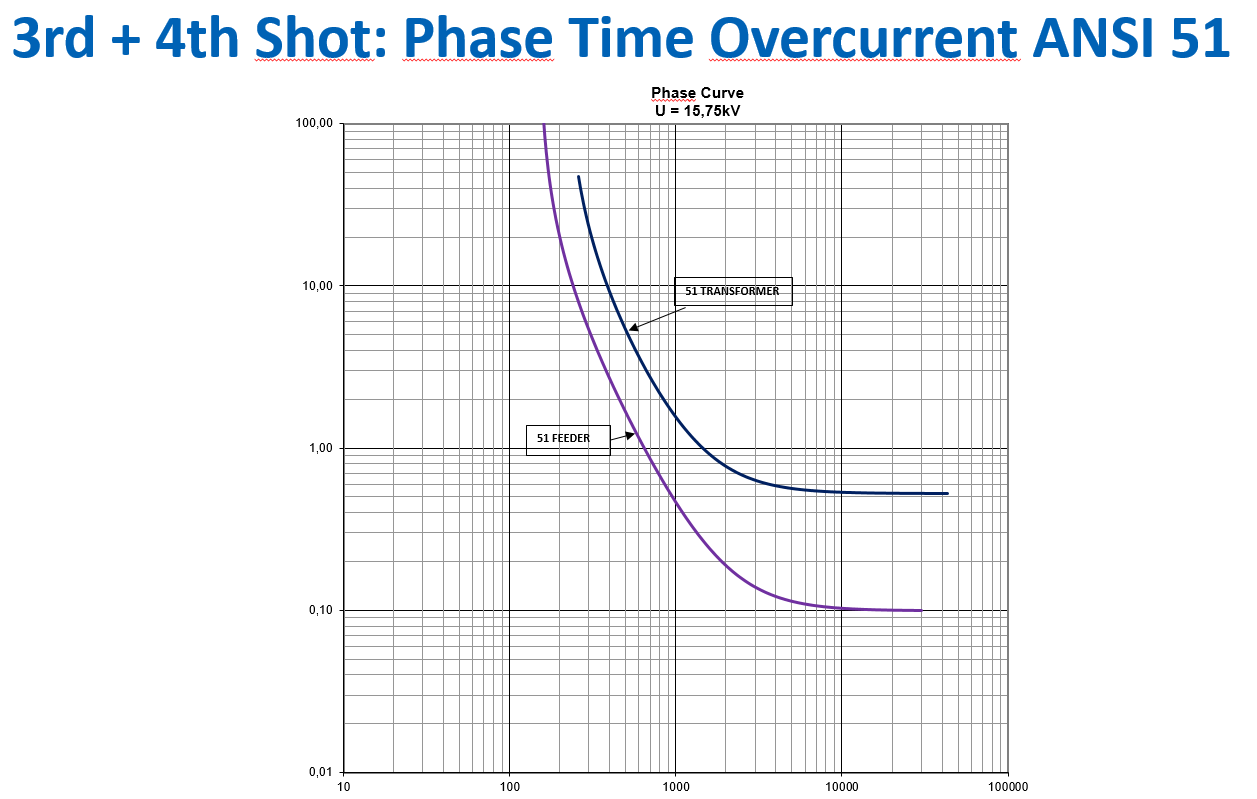 3rd + 4th Shot: Phase Time Overcurrent ANSI 51
Phase Curve
U = 15,75kV
100,00
10,00
1,00
0,10
0,01
51 TRANSFORMER
51 FEEDER
10
100
1000
10000
100000